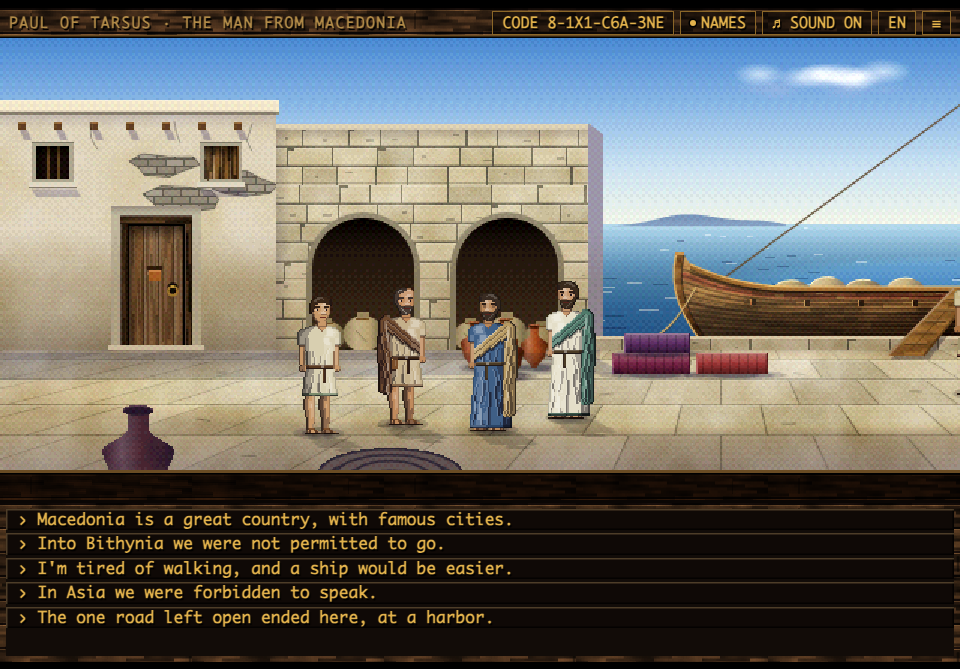 PAUL OF TARSUS · THE MAN FROM MACEDONIA
CODE 8-1X1-C6A-3NE
• NAMES
♬ SOUND ON
EN
≡
› Macedonia is a great country, with famous cities.
› Into Bithynia we were not permitted to go.
› I'm tired of walking, and a ship would be easier.
› In Asia we were forbidden to speak.
› The one road left open ended here, at a harbor.